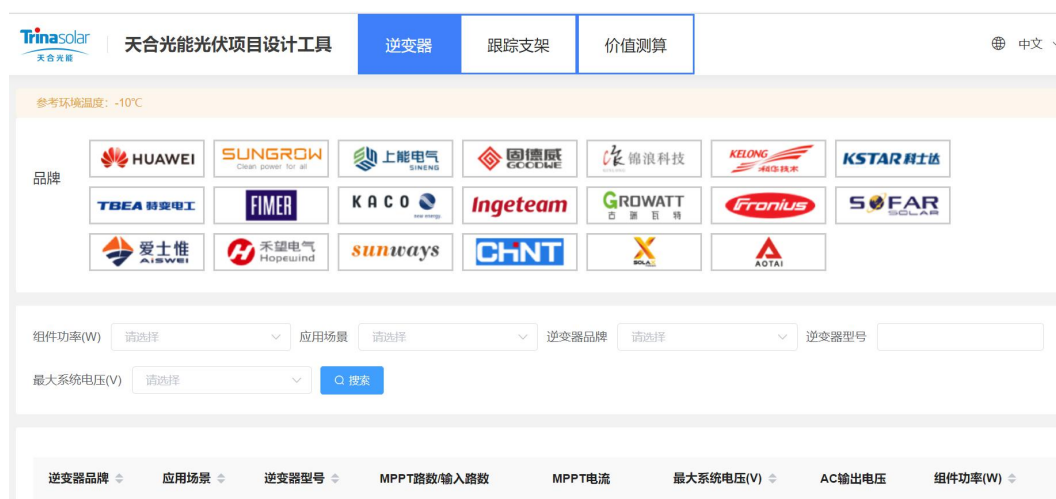 Trinasolar 天合光能 天合光能光伏项目设计工具 逆变器 跟踪支架 价值测算 中文
参考环境温度：-10℃
品牌
HUAWEI SUNGROW Clean power for all 上能电气 SINENG 固德威 GOODWE 锦浪科技 KELONG 科华技术 KSTAR 科士达
TBEA 特变电工 FIMER KACO new energy. Ingeteam GROWATT 古瑞瓦特 Fronius SOFAR SOLAR
爱士惟 AISWEI 禾望电气 Hopewind sunways CHNT SOLAX AOTAI
组件功率(W) 请选择 应用场景 请选择 逆变器品牌 请选择 逆变器型号
最大系统电压(V) 请选择 搜索
逆变器品牌 应用场景 逆变器型号 MPPT路数/输入路数 MPPT电流 最大系统电压(V) AC输出电压 组件功率(W)